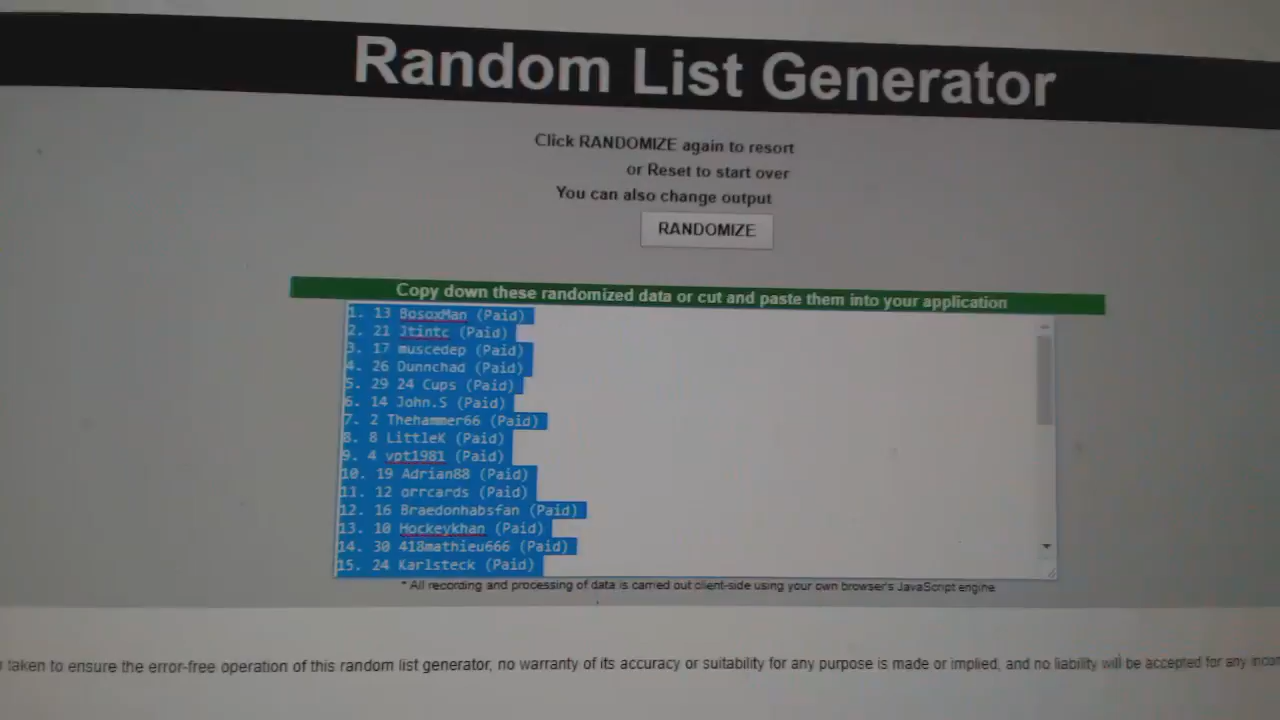 Random List Generator
Click RANDOMIZE again to resort
or Reset to start over
You can also change output
RANDOMIZE
Copy down these randomized data or cut and paste them into your application
1. 13 BosoxMan (Paid)
2. 21 Jtintc (Paid)
3. 17 muscedep (Paid)
4. 26 Dunnchad (Paid)
5. 29 24 Cups (Paid)
6. 14 John.S (Paid)
7. 2 Thehammer66 (Paid)
8. 8 LittleK (Paid)
9. 4 vpt1981 (Paid)
10. 19 Adrian88 (Paid)
11. 12 orrcards (Paid)
12. 16 Braedonhabsfan (Paid)
13. 10 Hockeykhan (Paid)
14. 30 418mathieu666 (Paid)
15. 24 Karlsteck (Paid)
* All recording and processing of data is carried out client-side using your own browser's JavaScript engine
taken to ensure the error-free operation of this random list generator, no warranty of its accuracy or suitability for any purpose is made or implied, and no liability will be accepted for any